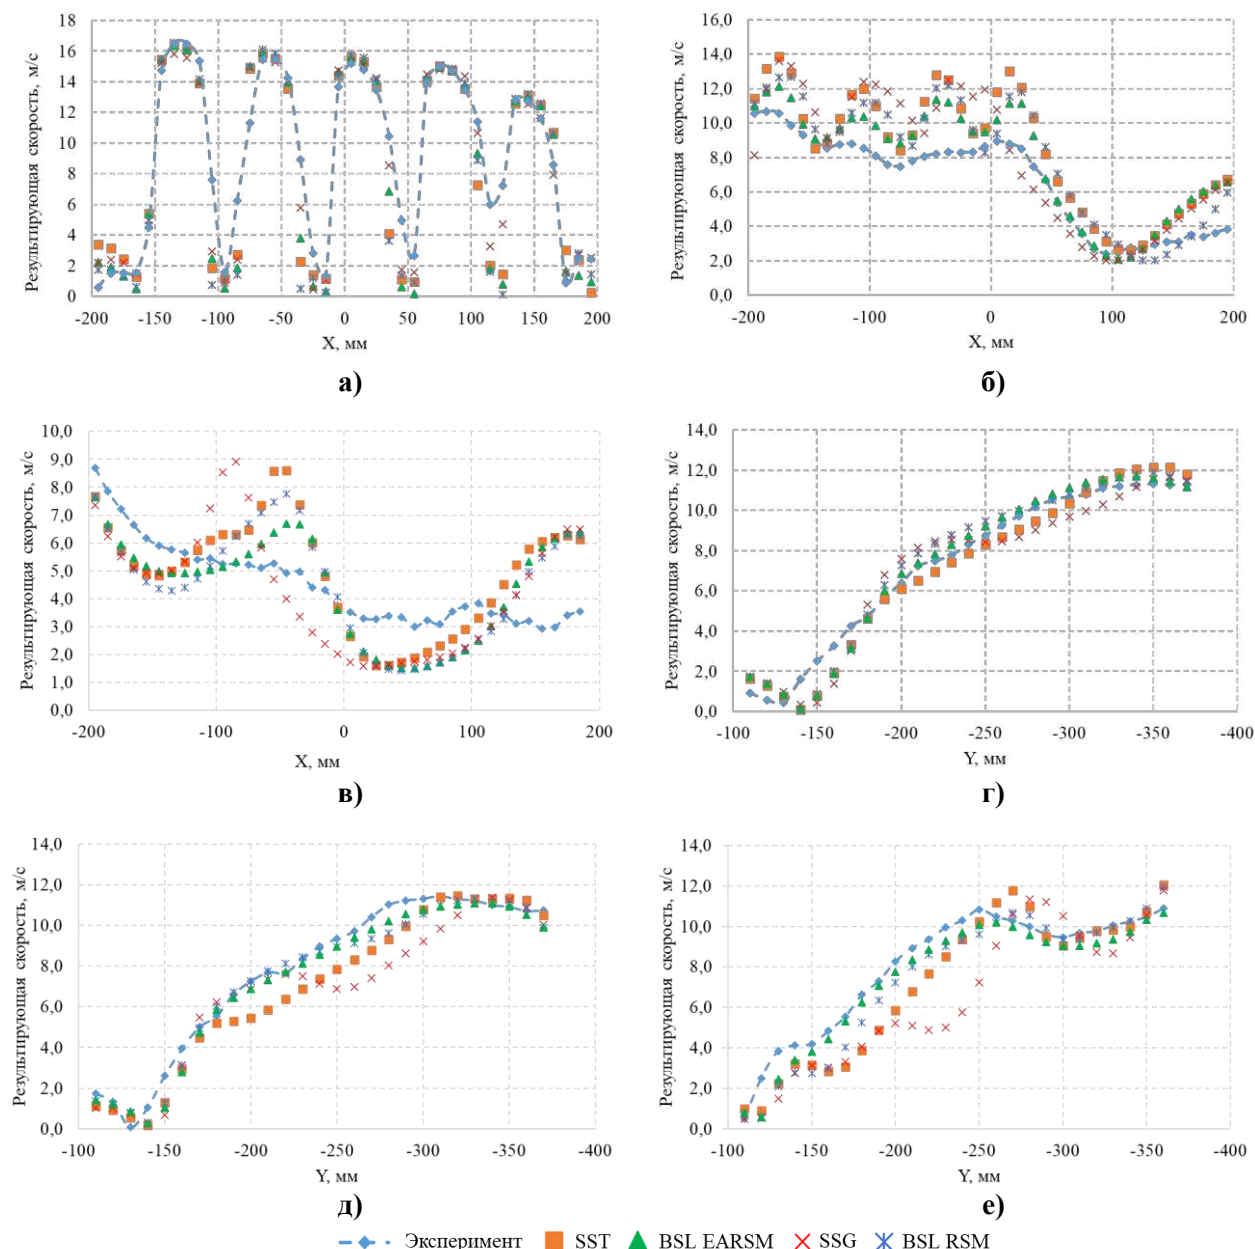 Результирующая скорость, м/с
18
16
14
12
10
8
6
4
2
0
-200 -150 -100 -50 0 50 100 150 200
X, мм
а)
Результирующая скорость, м/с
16,0
14,0
12,0
10,0
8,0
6,0
4,0
2,0
0,0
-200 -100 0 100 200
X, мм
б)
Результирующая скорость, м/с
10,0
9,0
8,0
7,0
6,0
5,0
4,0
3,0
2,0
1,0
0,0
-200 -100 0 100 200
X, мм
в)
Результирующая скорость, м/с
14,0
12,0
10,0
8,0
6,0
4,0
2,0
0,0
-100 -150 -200 -250 -300 -350 -400
Y, мм
г)
Результирующая скорость, м/с
14,0
12,0
10,0
8,0
6,0
4,0
2,0
0,0
-100 -150 -200 -250 -300 -350 -400
Y, мм
д)
Результирующая скорость, м/с
14,0
12,0
10,0
8,0
6,0
4,0
2,0
0,0
-100 -150 -200 -250 -300 -350 -400
Y, мм
е)
Эксперимент SST BSL EARSM SSG BSL RSM